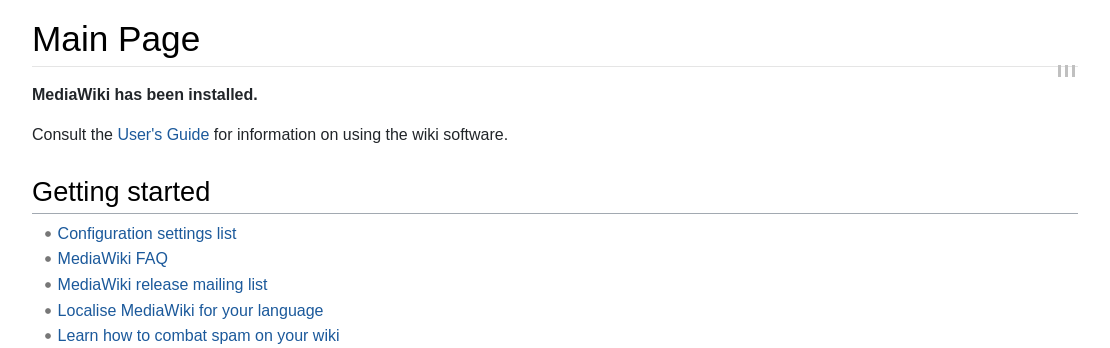 Main Page
MediaWiki has been installed.
Consult the User's Guide for information on using the wiki software.
Getting started
• Configuration settings list
• MediaWiki FAQ
• MediaWiki release mailing list
• Localise MediaWiki for your language
• Learn how to combat spam on your wiki